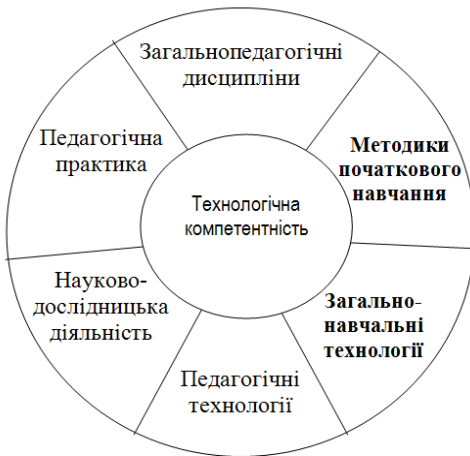 Загальнопедагогічні
дисципліни
Методики
початкового
навчання
Загально-
навчальні
технології
Педагогічні
технології
Науково-
дослідницька
діяльність
Педагогічна
практика
Технологічна
компетентність